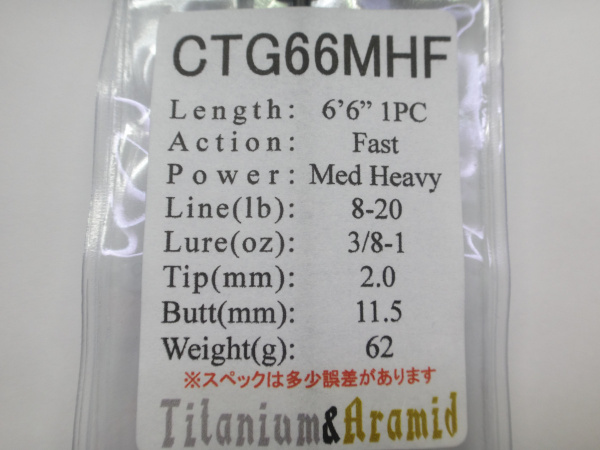 CTG66MHF
Length: 6’6” 1PC
Action: Fast
Power: Med Heavy
Line(lb): 8-20
Lure(oz): 3/8-1
Tip(mm): 2.0
Butt(mm): 11.5
Weight(g): 62
※スペックは多少誤差があります
Titanium&Aramid